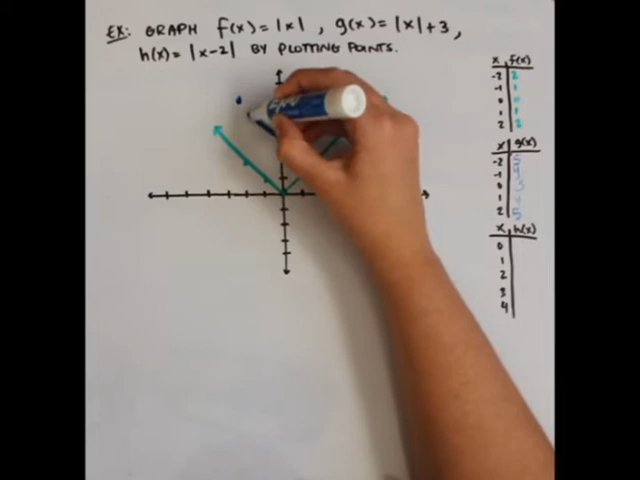 EX: GRAPH f(x) = |x| , g(x) = |x| + 3 ,
h(x) = |x-2| BY PLOTTING POINTS.
x f(x)
-2 2
-1 1
0 0
1 1
2 2
x g(x)
-2 5
-1 4
0 3
1 4
2 5
x h(x)
0
1
2
3
4
EXPO